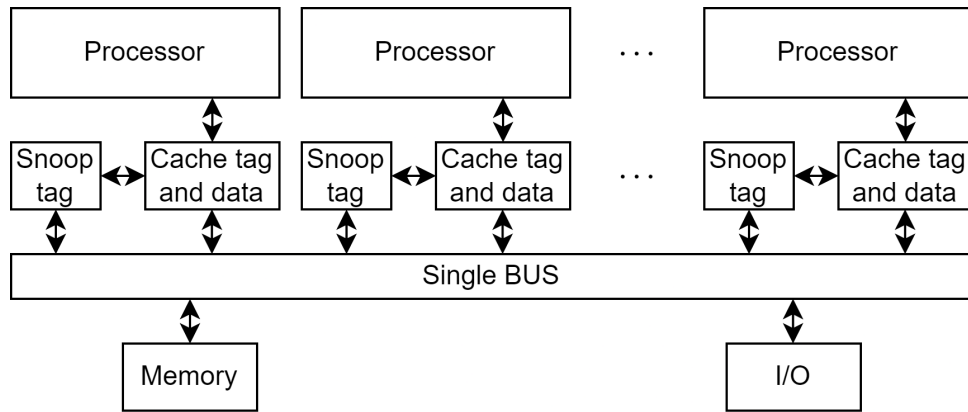 Processor
Processor
· · ·
Processor
Snoop
tag
Cache tag
and data
Snoop
tag
Cache tag
and data
· · ·
Snoop
tag
Cache tag
and data
Single BUS
Memory
I/O